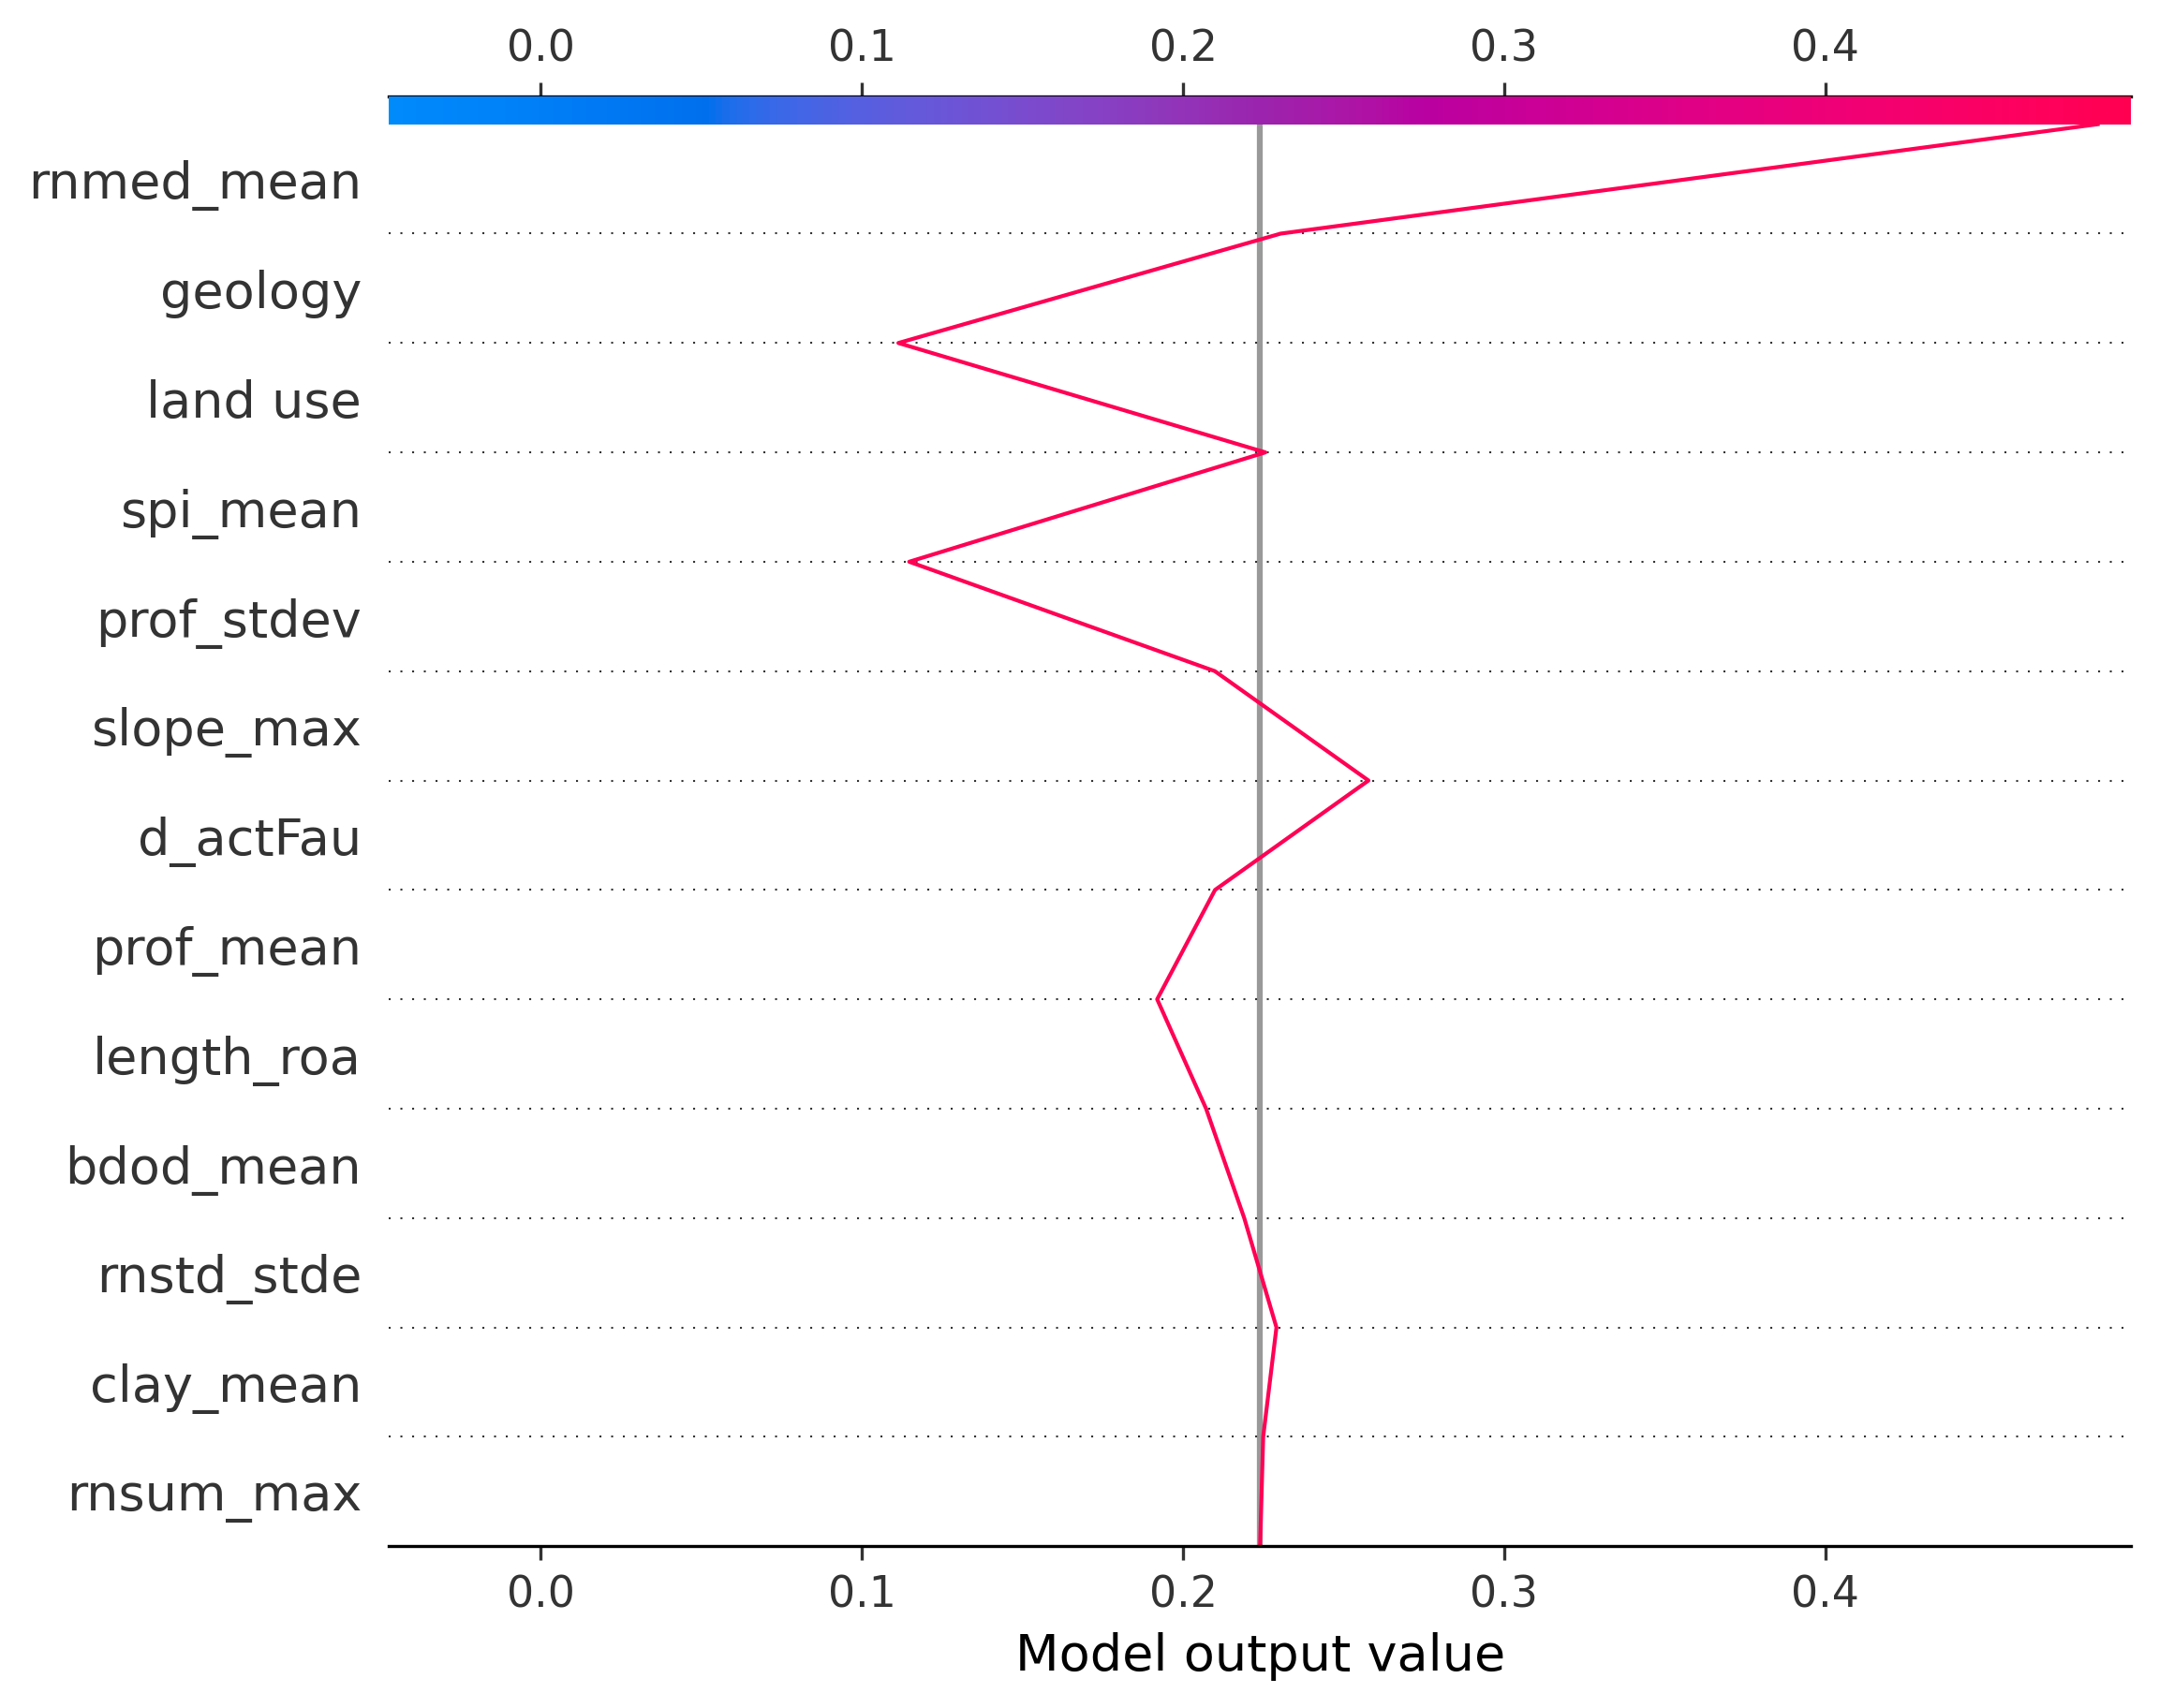 0.0 0.1 0.2 0.3 0.4
rnmed_mean
geology
land use
spi_mean
prof_stdev
slope_max
d_actFau
prof_mean
length_roa
bdod_mean
rnstd_stde
clay_mean
rnsum_max
0.0 0.1 0.2 0.3 0.4
Model output value